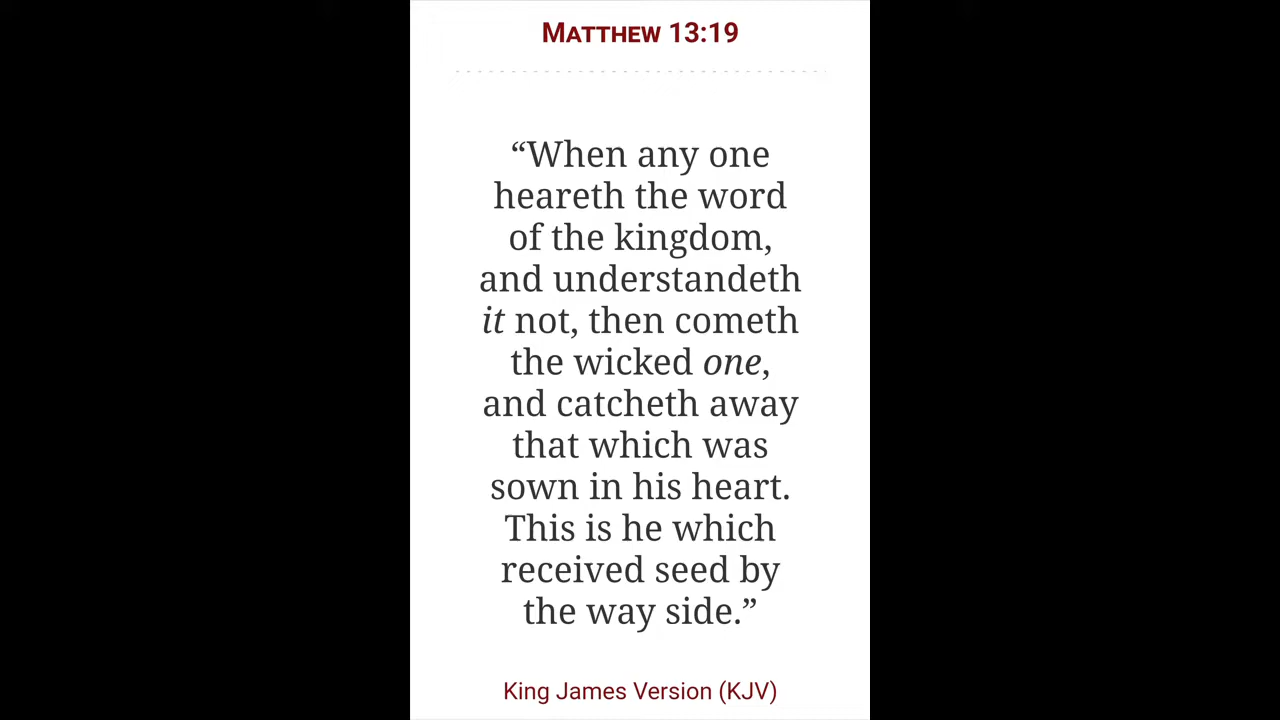 Matthew 13:19
“When any one
heareth the word
of the kingdom,
and understandeth
it not, then cometh
the wicked one,
and catcheth away
that which was
sown in his heart.
This is he which
received seed by
the way side.”
King James Version (KJV)